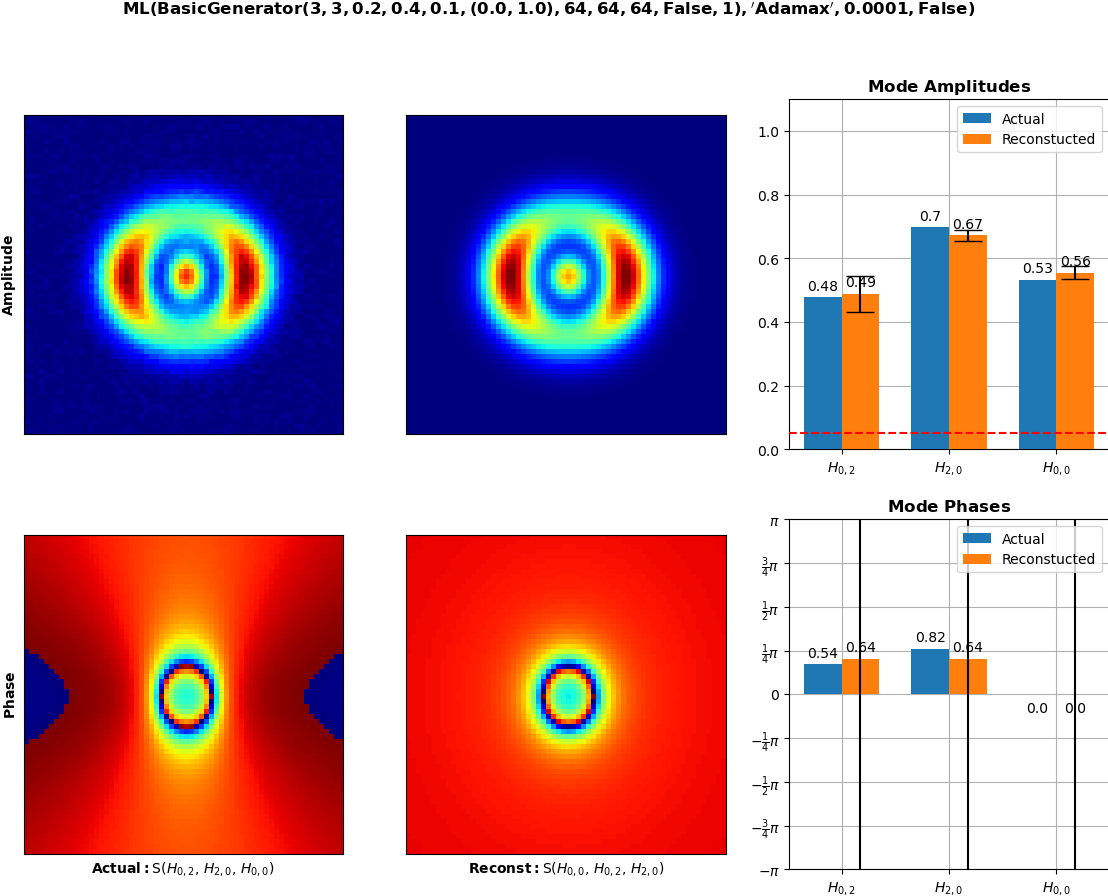 ML(BasicGenerator(3, 3, 0.2, 0.4, 0.1, (0.0, 1.0), 64, 64, 64, False, 1), ′Adamax′, 0.0001, False)
Mode Amplitudes
Amplitude
1.0
0.8
0.6
0.4
0.2
0.0
Actual
Reconstucted
0.48
0.49
0.7
0.67
0.53
0.56
H0,2
H2,0
H0,0
Mode Phases
Phase
π
3/4π
1/2π
1/4π
0
−1/4π
−1/2π
−3/4π
−π
Actual
Reconstucted
0.54
0.64
0.82
0.64
0.0
0.0
H0,2
H2,0
H0,0
Actual: S(H0,2, H2,0, H0,0)
Reconst: S(H0,0, H0,2, H2,0)